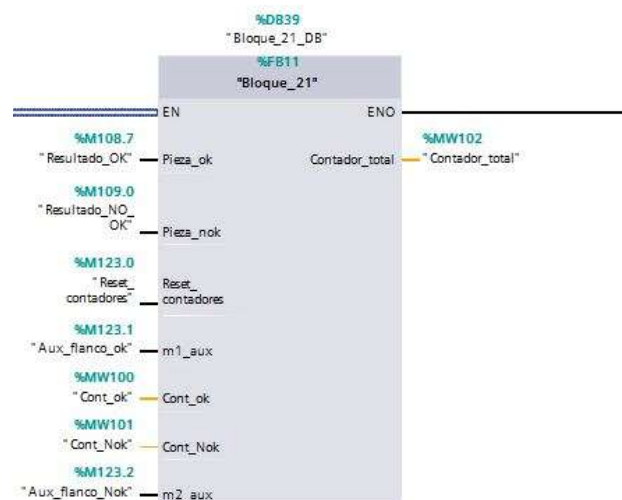 %DB39
"Bloque_21_DB"
%FB11
"Bloque_21"
EN ENO
%M108.7
"Resultado_OK" Pieza_ok
%MW102
Contador_total "Contador_total"
%M109.0
"Resultado_NO_
OK" Pieza_nok
%M123.0
"Reset_
contadores" Reset_
contadores
%M123.1
"Aux_flanco_ok" m1_aux
%MW100
"Cont_ok" Cont_ok
%MW101
"Cont_Nok" Cont_Nok
%M123.2
"Aux_flanco_Nok" m2_aux